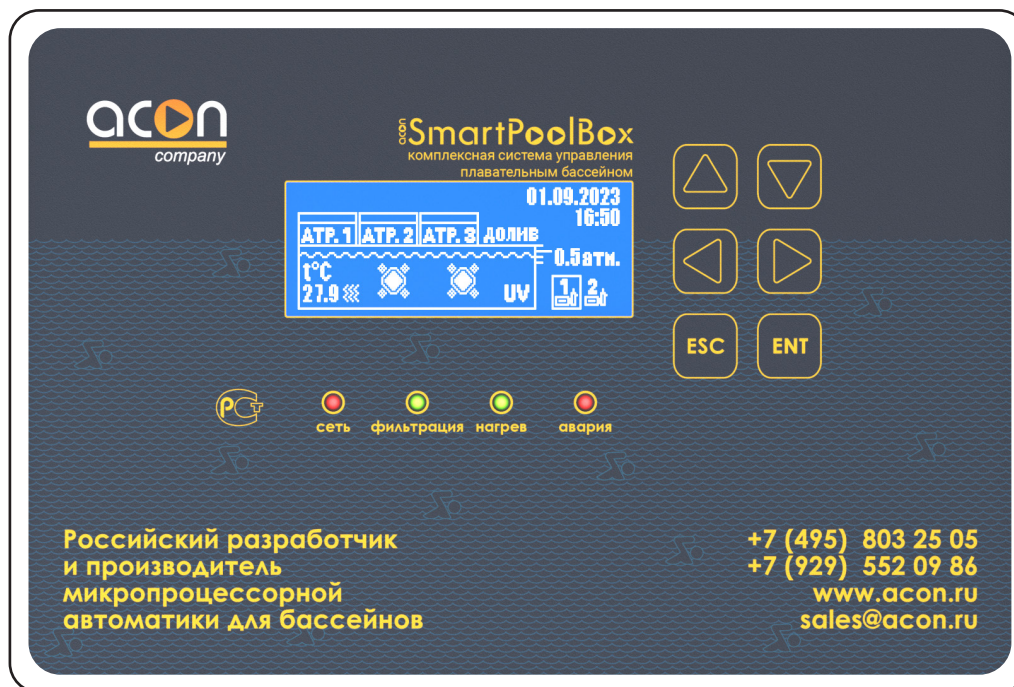 acon
company
acon SmartPoolBox
комплексная система управления
плавательным бассейном
01.09.2023
16:50
АТР. 1 АТР. 2 АТР. 3 ДОЛИВ
0.5атм.
t°C
27.9
UV
1 2
ESC ENT
РСТ
сеть фильтрация нагрев авария
Российский разработчик
и производитель
микропроцессорной
автоматики для бассейнов
+7 (495) 803 25 05
+7 (929) 552 09 86
www.acon.ru
sales@acon.ru